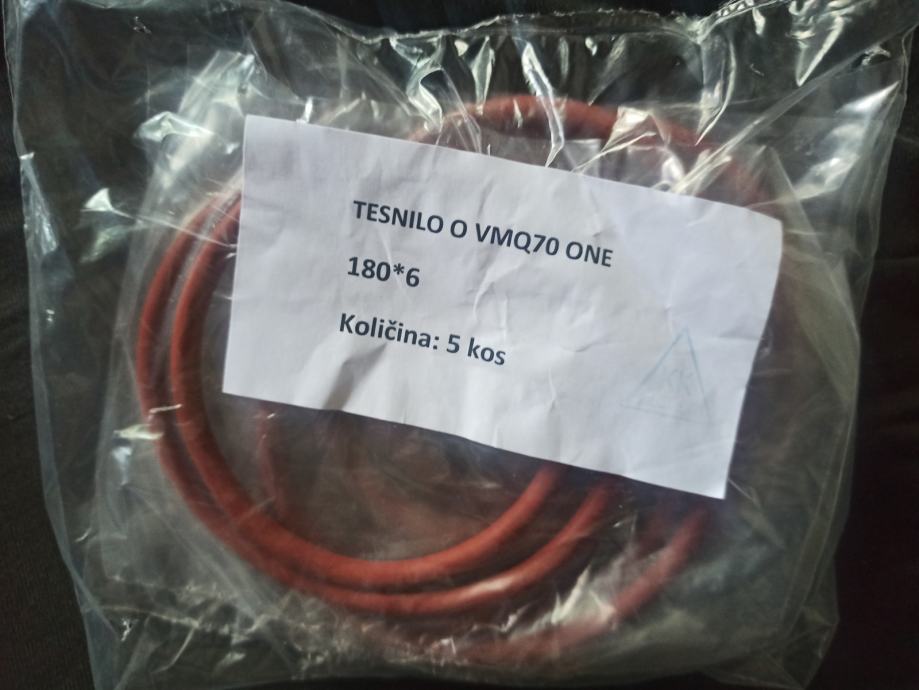 TESNILO O VMQ70 ONE
180*6
Količina: 5 kos